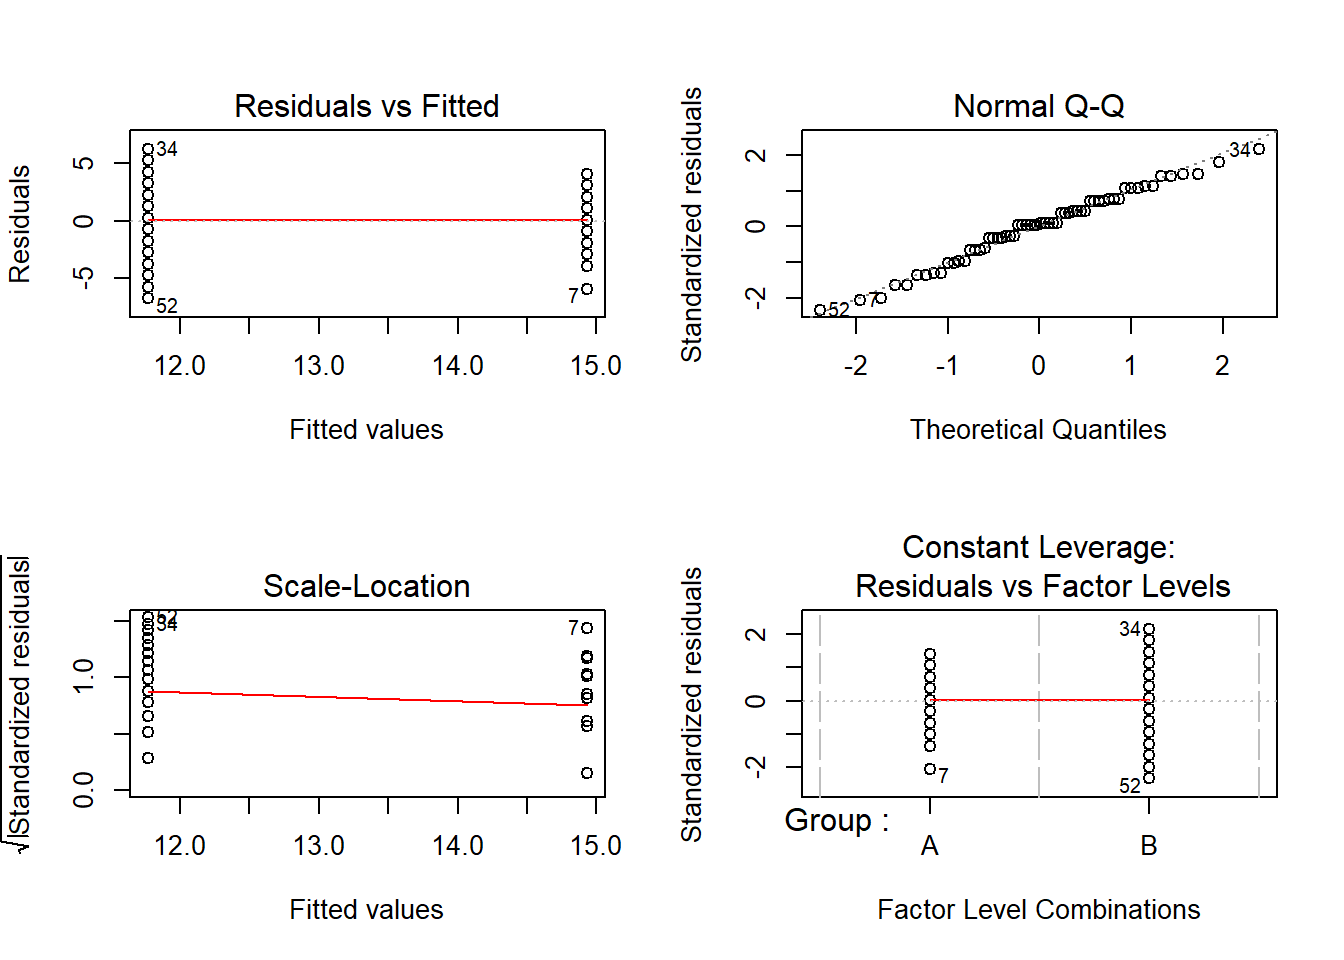 Residuals vs Fitted
Residuals
5
0
-5
34
52
7
12.0 13.0 14.0 15.0
Fitted values
Normal Q-Q
Standardized residuals
2
0
-2
34
52
7
-2 -1 0 1 2
Theoretical Quantiles
Scale-Location
√|Standardized residuals|
1.0
0.0
52
34
7
12.0 13.0 14.0 15.0
Fitted values
Constant Leverage:
Residuals vs Factor Levels
Standardized residuals
2
0
-2
34
7
52
Group :
A B
Factor Level Combinations